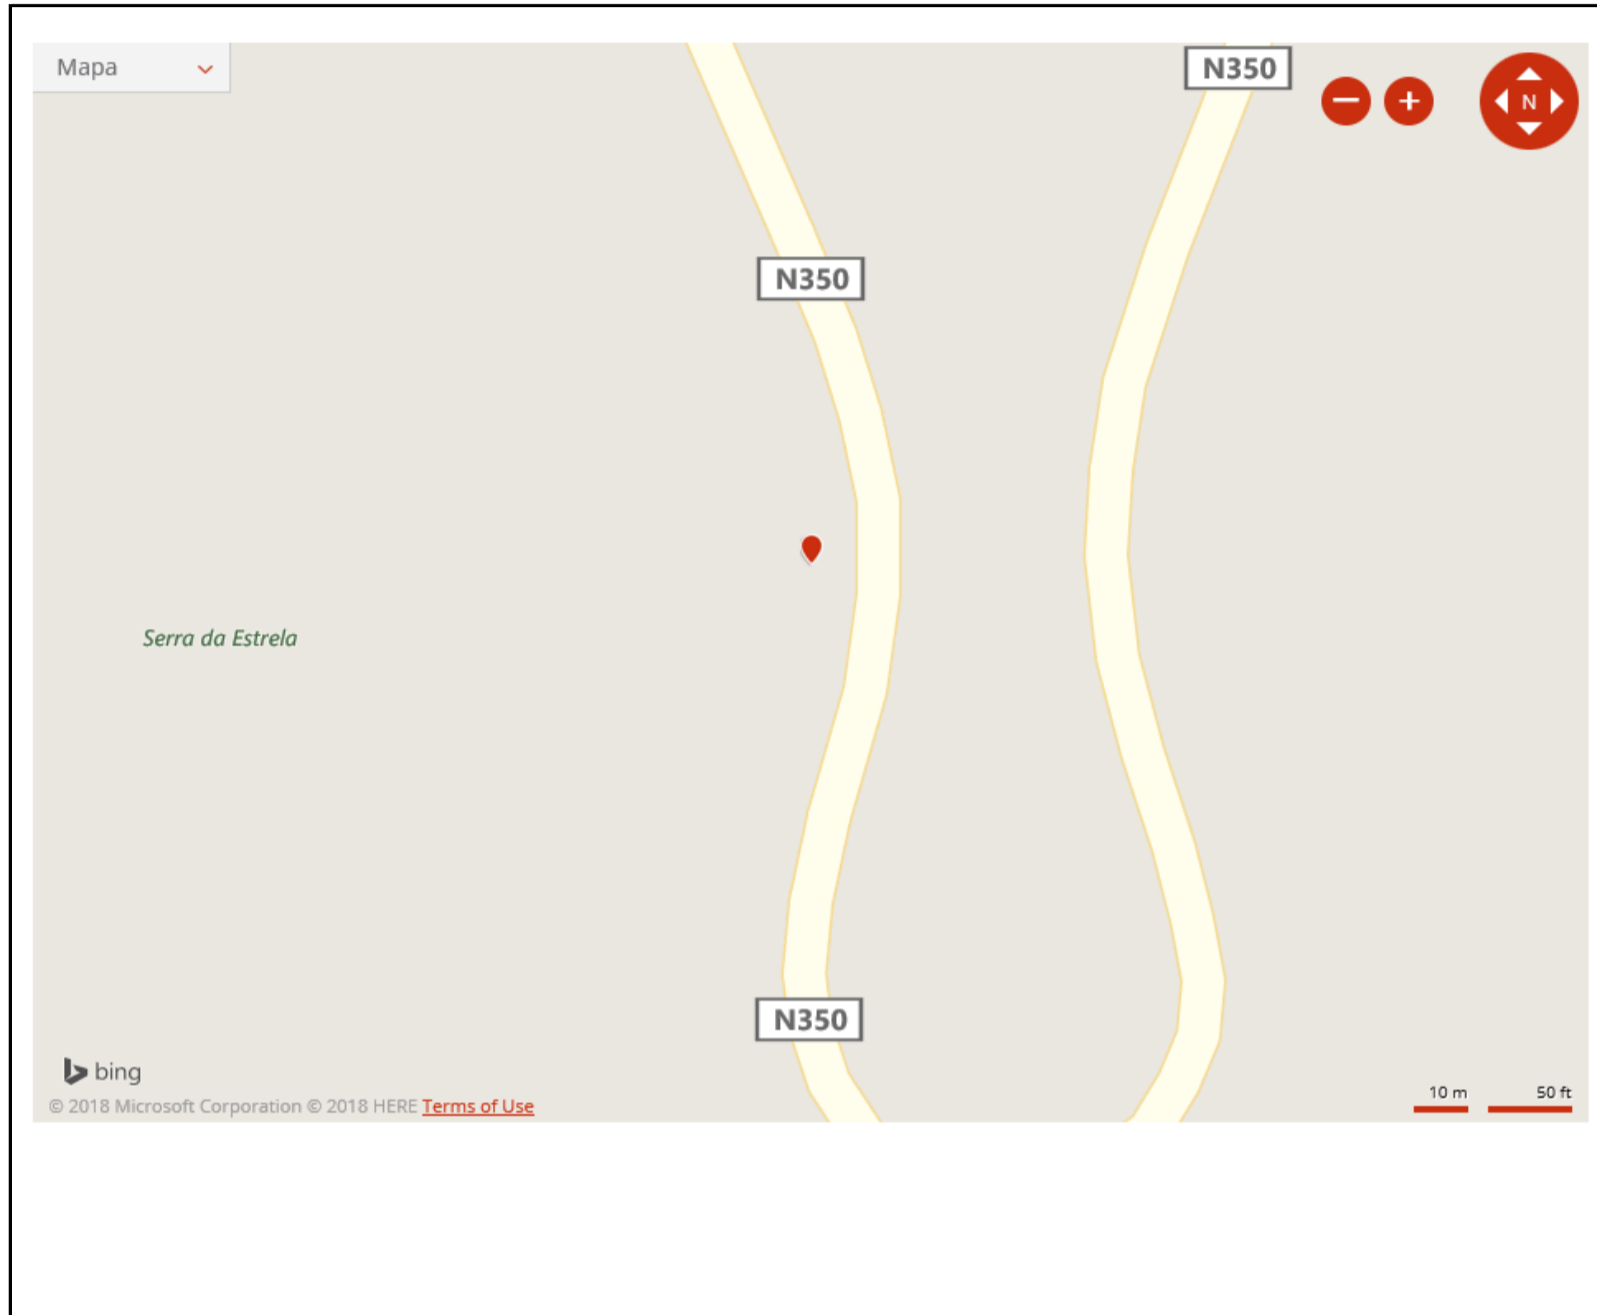 Mapa
N350
N
N350
Serra da Estrela
N350
bing
© 2018 Microsoft Corporation © 2018 HERE Terms of Use
10 m
50 ft